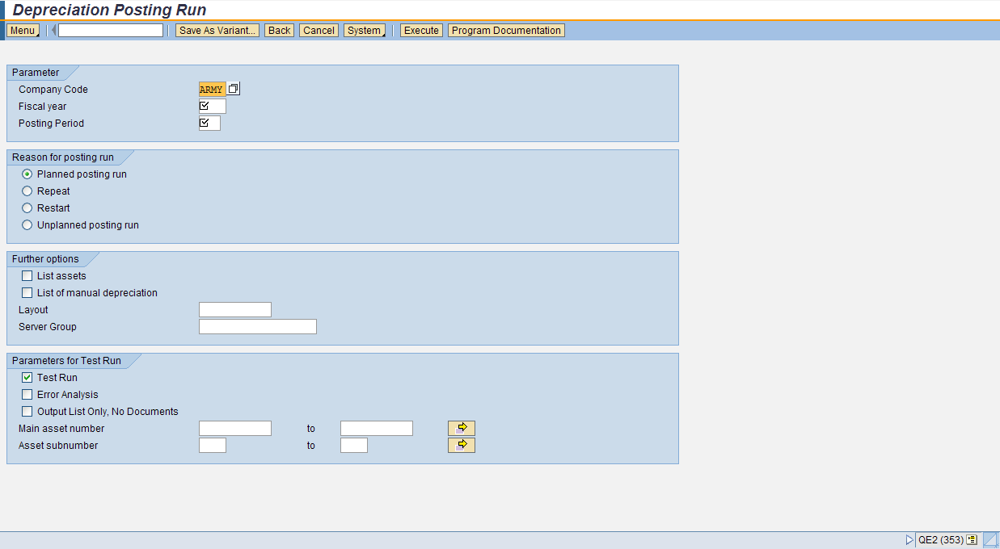 Depreciation Posting Run
Menu Save As Variant... Back Cancel System Execute Program Documentation
Parameter
Company Code ARMY
Fiscal year
Posting Period
Reason for posting run
Planned posting run
Repeat
Restart
Unplanned posting run
Further options
List assets
List of manual depreciation
Layout
Server Group
Parameters for Test Run
Test Run
Error Analysis
Output List Only, No Documents
Main asset number to
Asset subnumber to
QE2 (353)